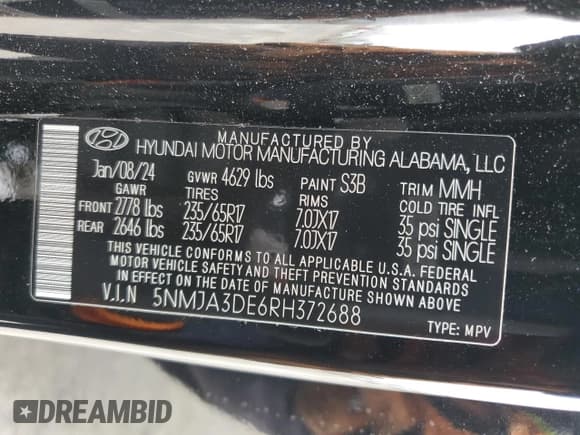 MANUFACTURED BY
HYUNDAI MOTOR MANUFACTURING ALABAMA, LLC
Jan/08/24 GVWR 4629 lbs PAINT S3B TRIM MMH
GAWR TIRES RIMS COLD TIRE INFL
FRONT 2778 lbs 235/65R17 7.0JX17 35 psi SINGLE
REAR 2646 lbs 235/65R17 7.0JX17 35 psi SINGLE
THIS VEHICLE CONFORMS TO ALL APPLICABLE U.S.A. FEDERAL
MOTOR VEHICLE SAFETY AND THEFT PREVENTION STANDARDS
IN EFFECT ON THE DATE OF MANUFACTURE SHOWN ABOVE.
V.I.N 5NMJA3DE6RH372688
TYPE: MPV
DREAMBID